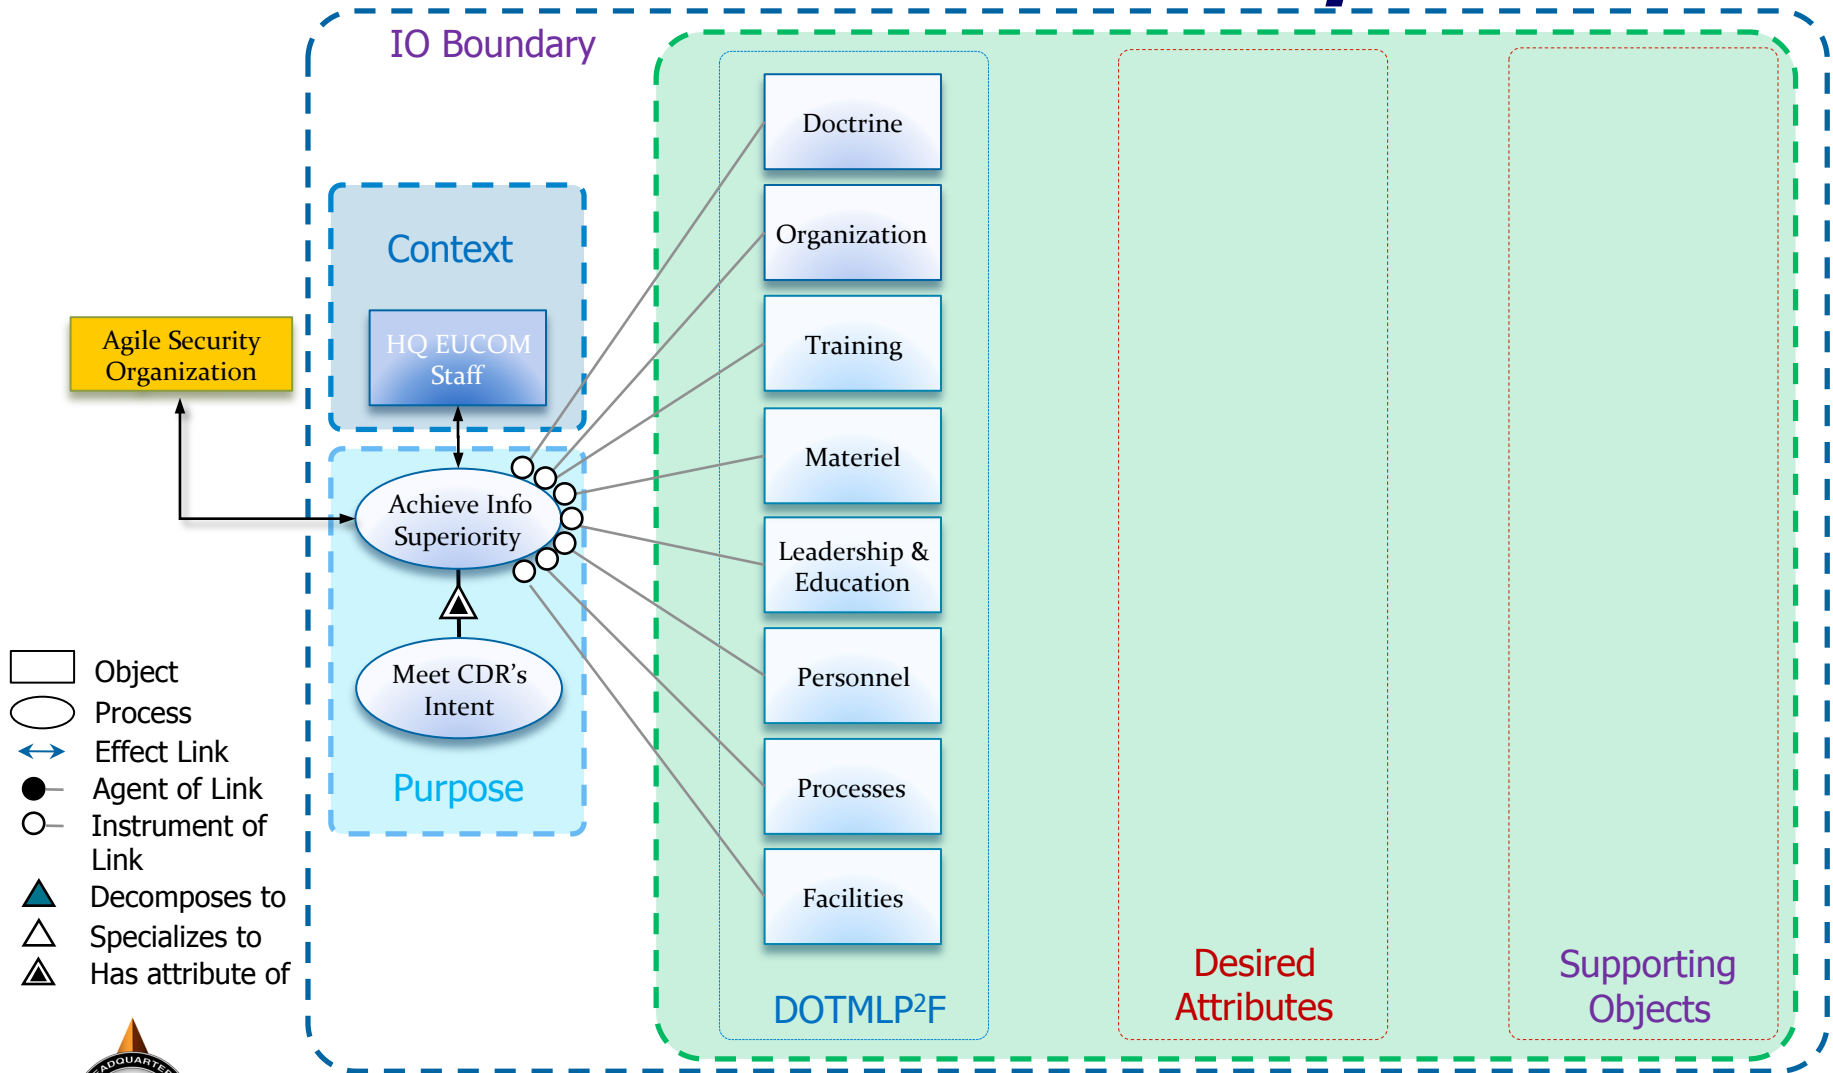 IO Boundary
Context
HQ EUCOM
Staff
Agile Security
Organization
Achieve Info
Superiority
Meet CDR's
Intent
Purpose
Doctrine
Organization
Training
Materiel
Leadership &
Education
Personnel
Processes
Facilities
DOTMLP²F
Desired
Attributes
Supporting
Objects
Object
Process
Effect Link
Agent of Link
Instrument of
Link
Decomposes to
Specializes to
Has attribute of